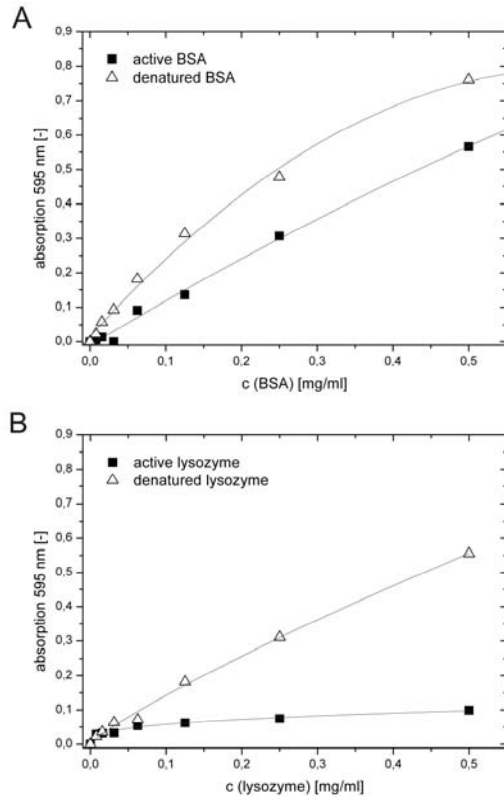 A
active BSA
denatured BSA
absorption 595 nm [-]
0,9
0,8
0,7
0,6
0,5
0,4
0,3
0,2
0,1
0,0
0,0 0,1 0,2 0,3 0,4 0,5
c (BSA) [mg/ml]
B
active lysozyme
denatured lysozyme
absorption 595 nm [-]
0,9
0,8
0,7
0,6
0,5
0,4
0,3
0,2
0,1
0,0
0,0 0,1 0,2 0,3 0,4 0,5
c (lysozyme) [mg/ml]